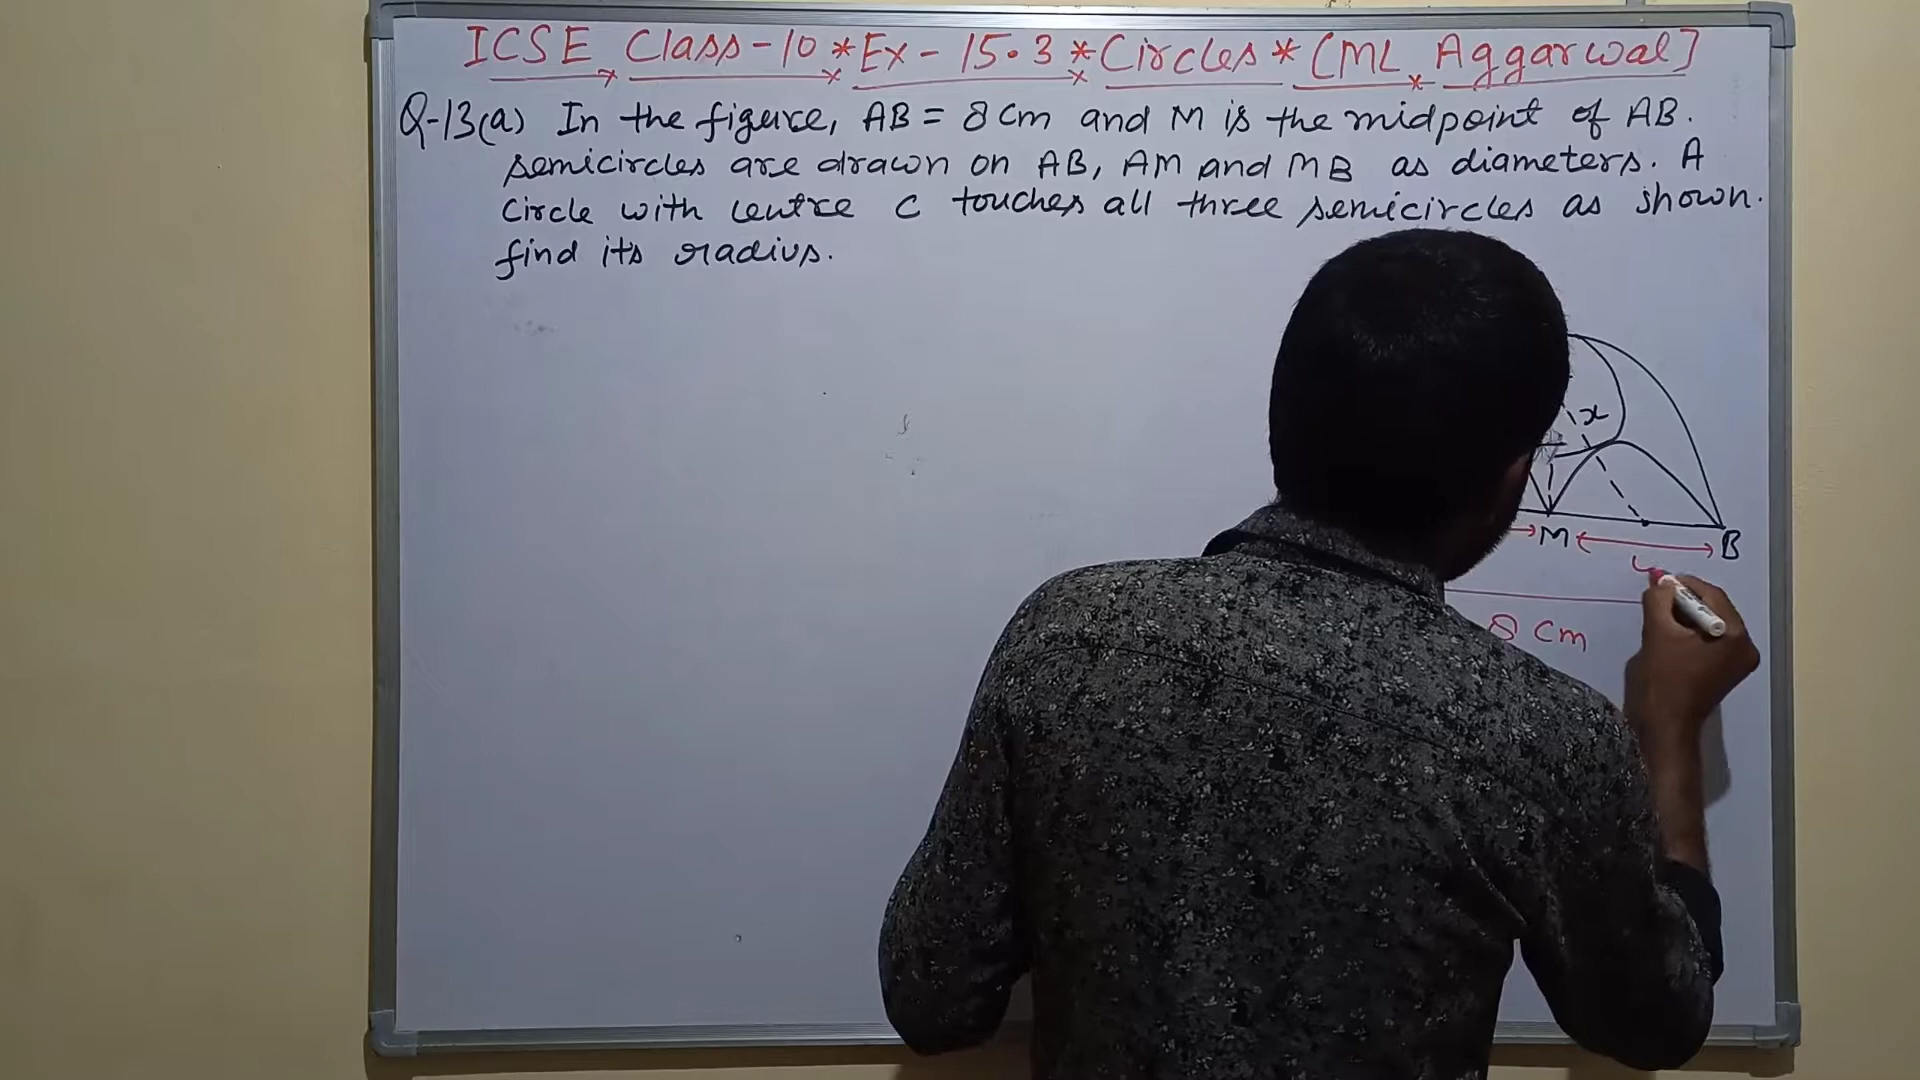 ICSE Class-10 * Ex-15.3 * Circles * [ML Aggarwal]
Q-13(a) In the figure, AB = 8 cm and M is the midpoint of AB.
semicircles are drawn on AB, AM and MB as diameters. A
circle with centre C touches all three semicircles as shown.
find its radius.
x
M
B
8 cm